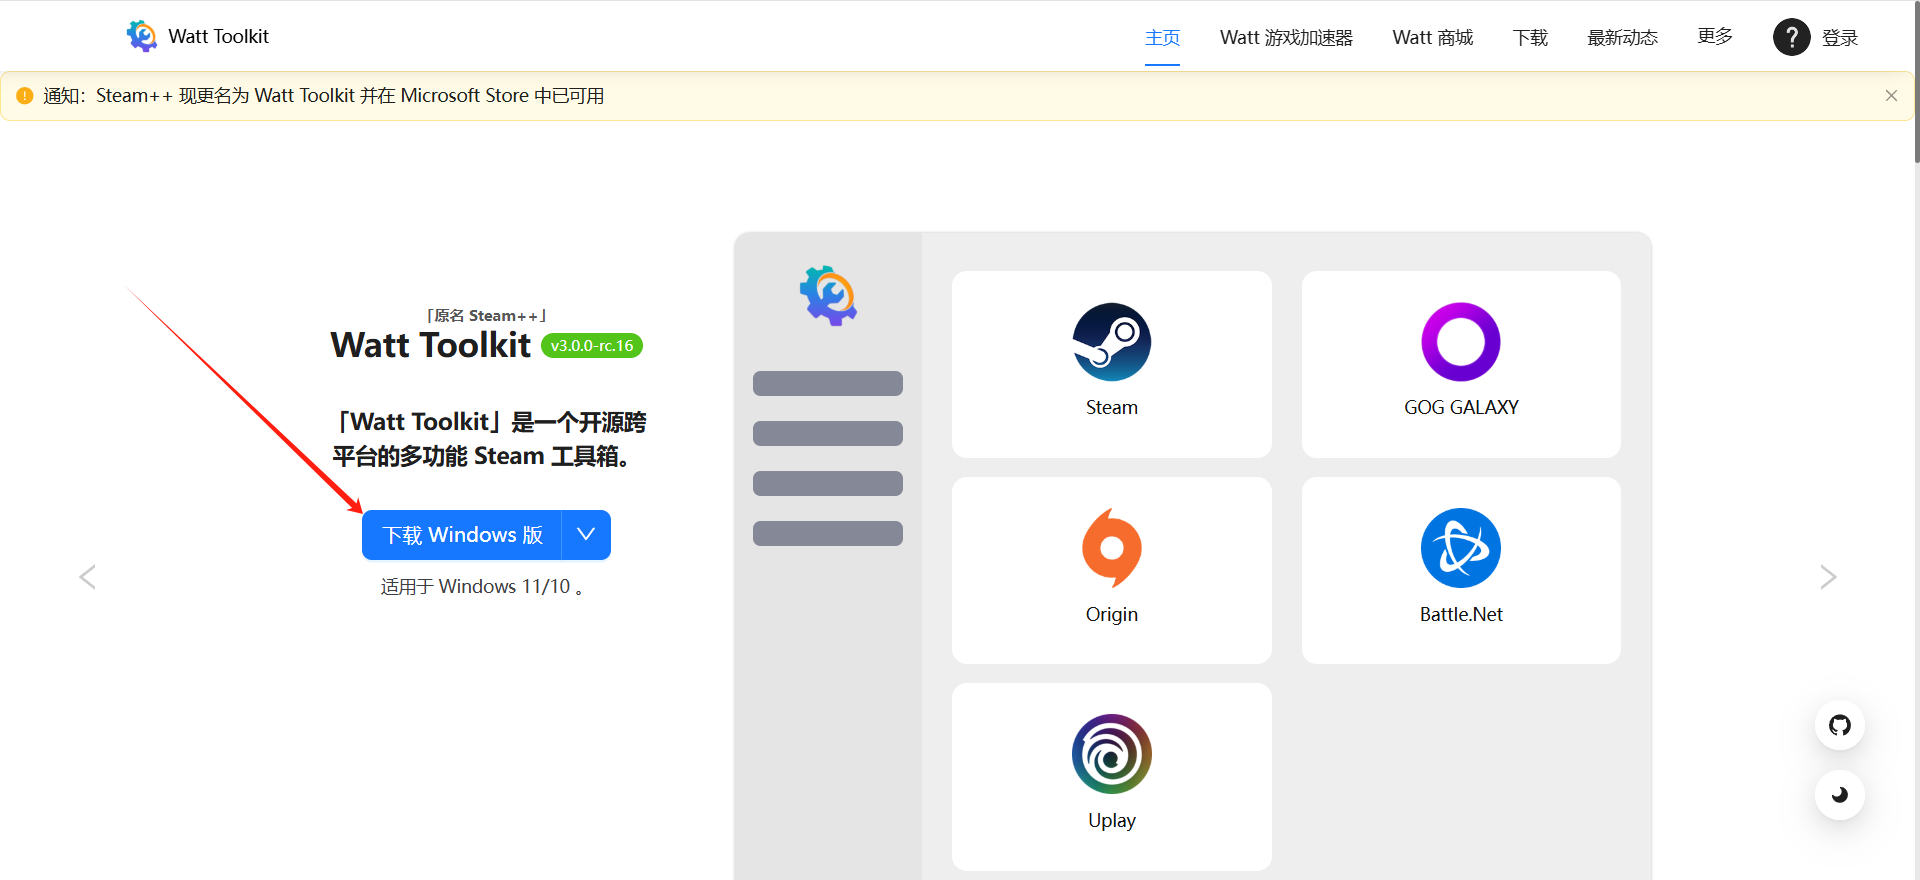 Watt Toolkit
主页
Watt 游戏加速器
Watt 商城
下载
最新动态
更多
?
登录
通知：Steam++ 现更名为 Watt Toolkit 并在 Microsoft Store 中已可用
「原名 Steam++」
Watt Toolkit v3.0.0-rc.16
「Watt Toolkit」是一个开源跨
平台的多功能 Steam 工具箱。
下载 Windows 版
适用于 Windows 11/10 。
Steam
GOG GALAXY
Origin
Battle.Net
Uplay